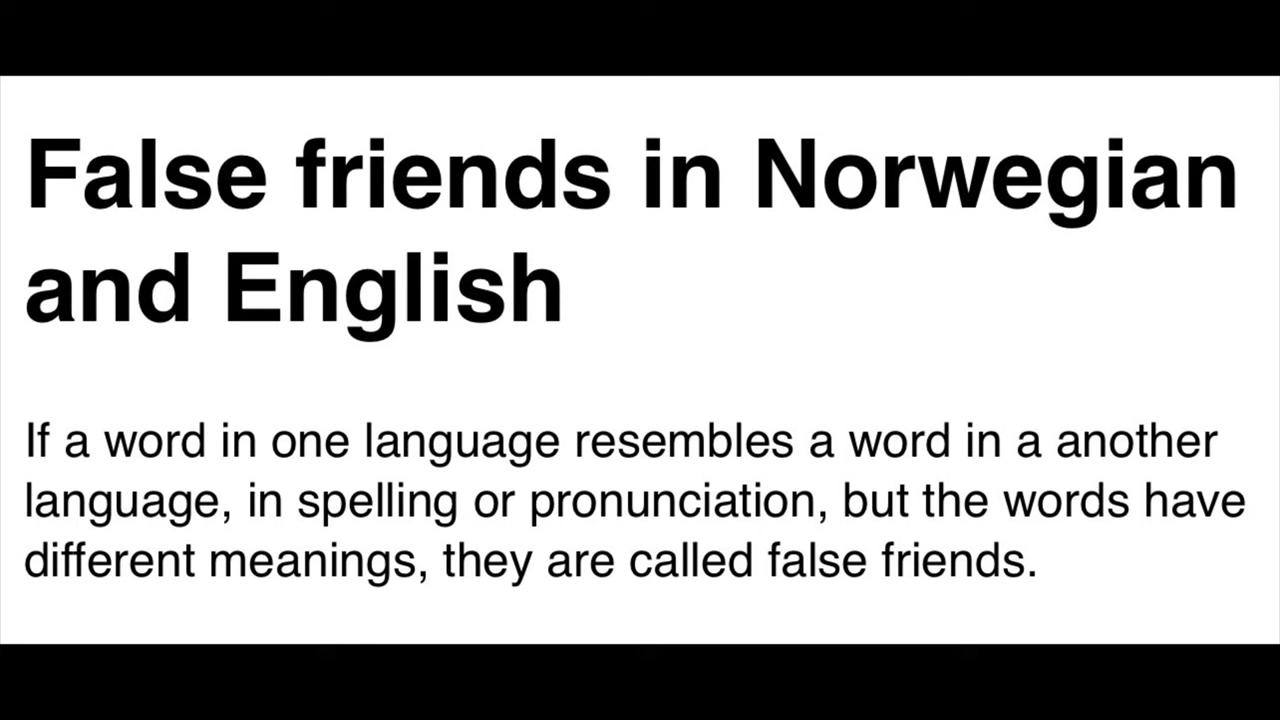 False friends in Norwegian
and English
If a word in one language resembles a word in a another
language, in spelling or pronunciation, but the words have
different meanings, they are called false friends.